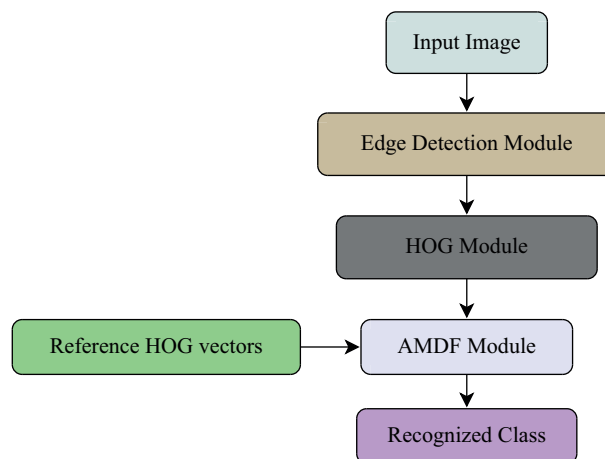 Input Image
Edge Detection Module
HOG Module
Reference HOG vectors
AMDF Module
Recognized Class